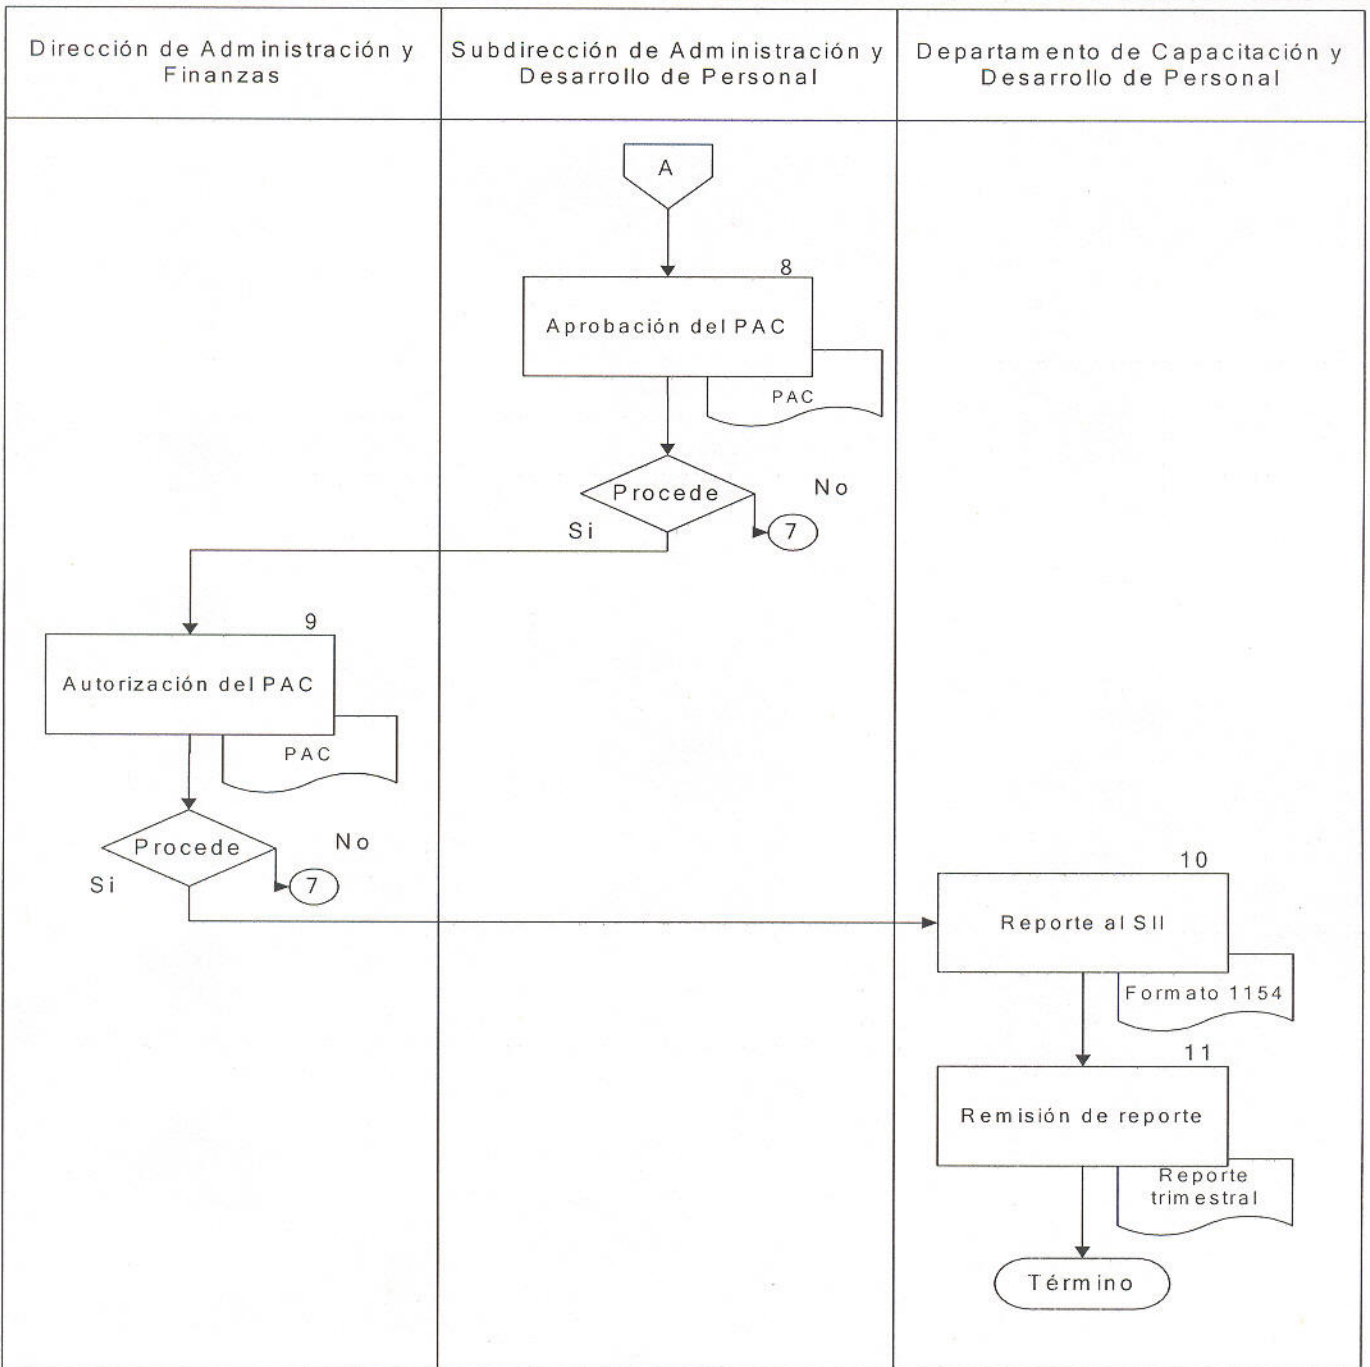 Dirección de Administración y
Finanzas
Subdirección de Administración y
Desarrollo de Personal
Departamento de Capacitación y
Desarrollo de Personal
A
8
Aprobación del PAC
PAC
Procede
No
Si
7
9
Autorización del PAC
PAC
Procede
No
Si
7
10
Reporte al SII
Formato 1154
11
Remisión de reporte
Reporte
trimestral
Término